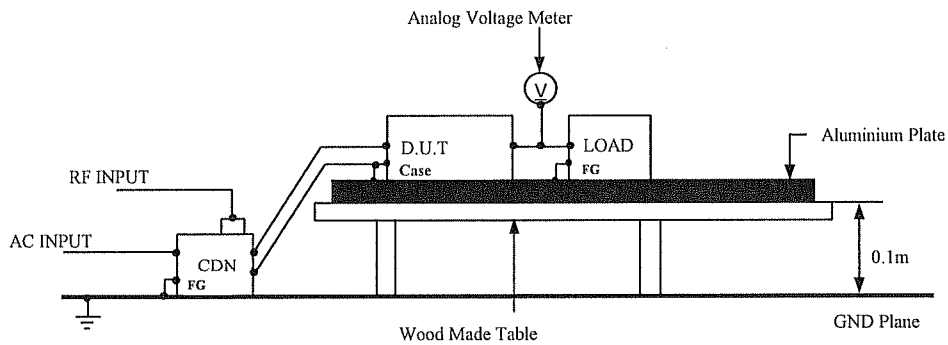 Analog Voltage Meter
V
D.U.T
Case
LOAD
FG
Aluminium Plate
RF INPUT
AC INPUT
CDN
FG
0.1m
GND Plane
Wood Made Table